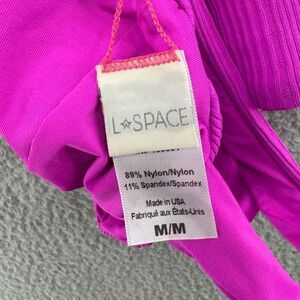 L★SPACE
89% Nylon/Nylon
11% Spandex/Spandex
Made in USA
Fabriqué aux États-Unis
M/M